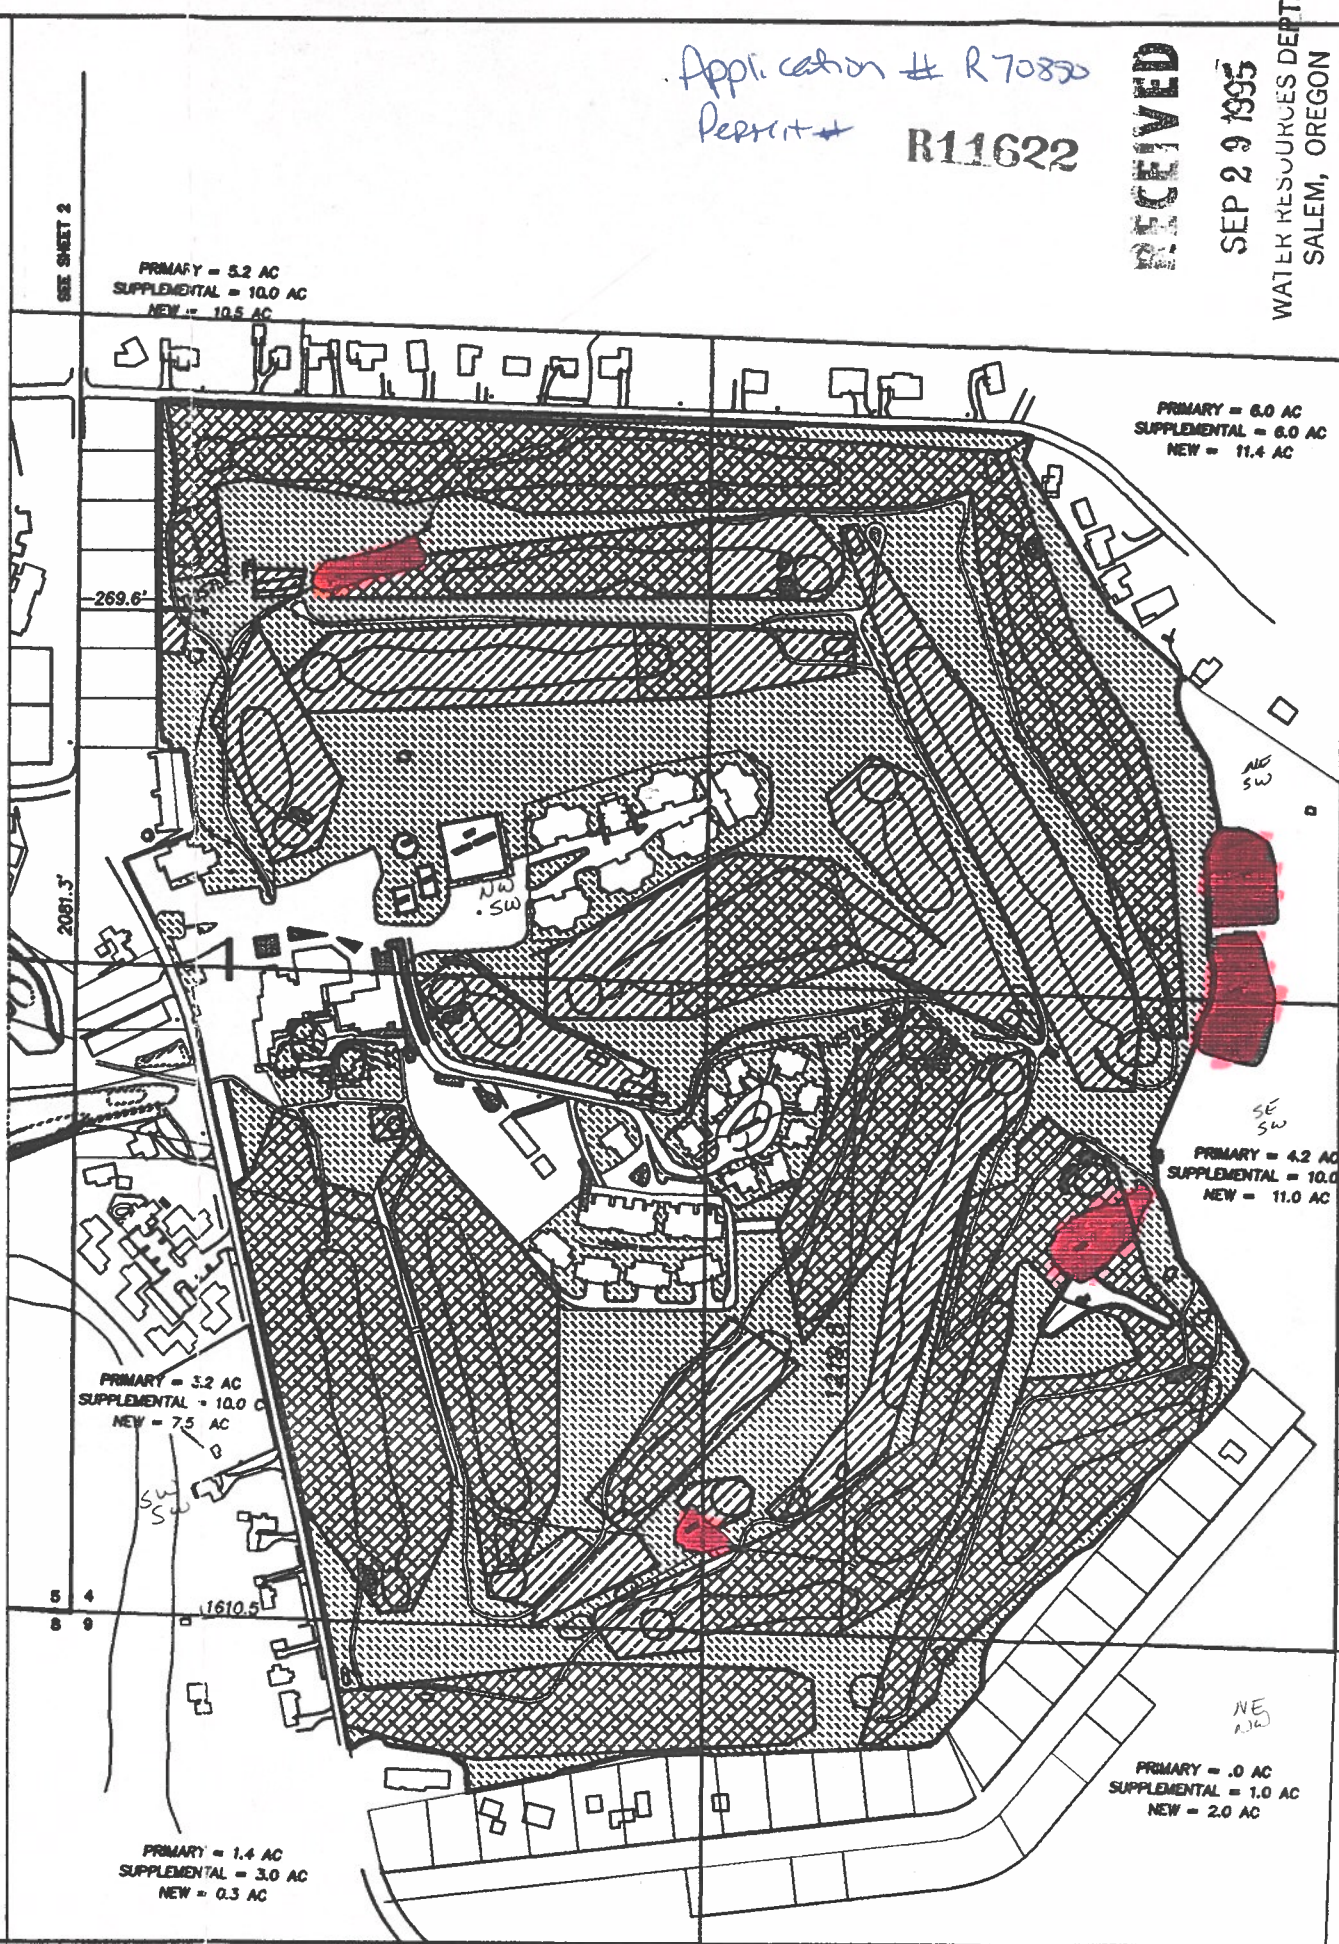 Application # R70850
Permit #
R11622
RECEIVED
SEP 29 1995
WATER RESOURCES DEPT
SALEM, OREGON
SEE SHEET 2
PRIMARY = 5.2 AC
SUPPLEMENTAL = 10.0 AC
NEW = 10.5 AC
PRIMARY = 6.0 AC
SUPPLEMENTAL = 6.0 AC
NEW = 11.4 AC
269.6'
NE
SW
NW
SW
2081.3'
SE
SW
PRIMARY = 4.2 AC
SUPPLEMENTAL = 10.0
NEW = 11.0 AC
1218.8
PRIMARY = 3.2 AC
SUPPLEMENTAL = 10.0 C
NEW = 7.5 AC
SW
SW
5 4
8 9
1610.5
NE
NW
PRIMARY = .0 AC
SUPPLEMENTAL = 1.0 AC
NEW = 2.0 AC
PRIMARY = 1.4 AC
SUPPLEMENTAL = 3.0 AC
NEW = 0.3 AC